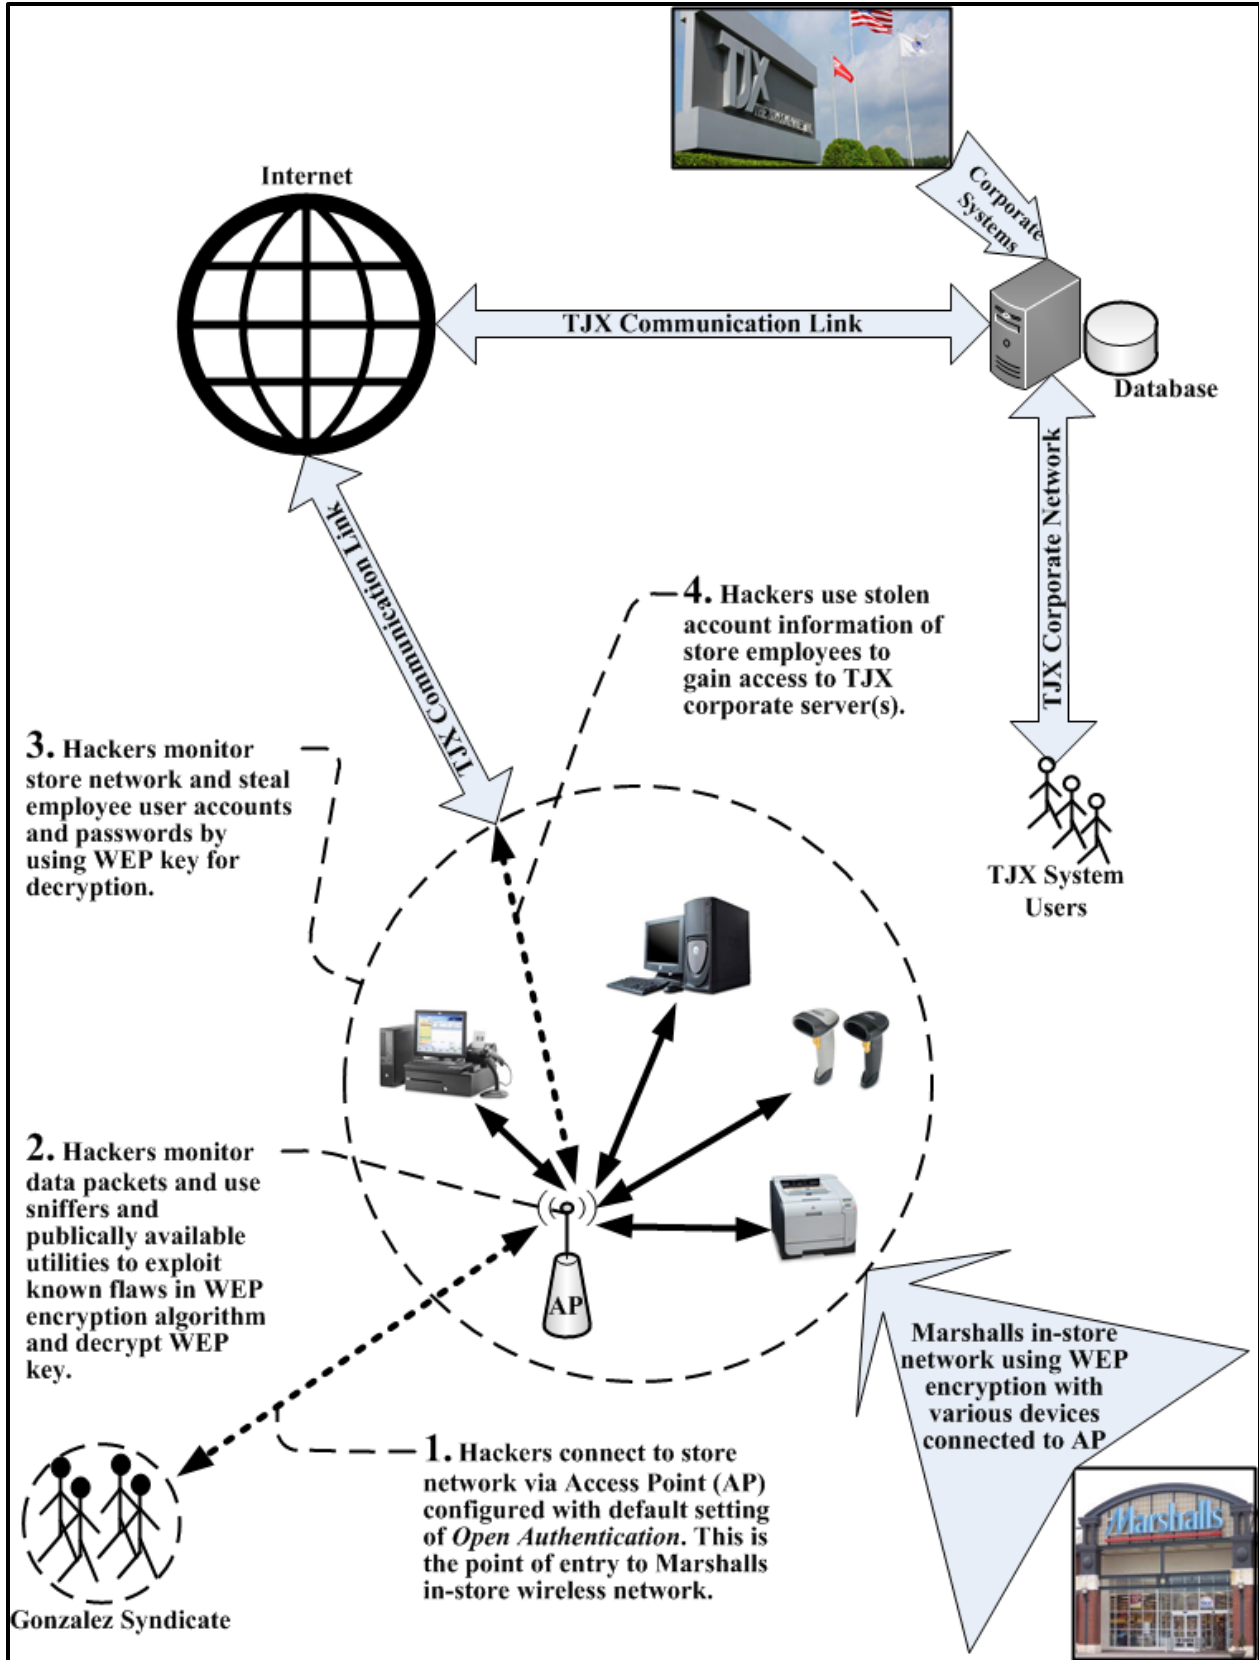 TJX
Internet
Corporate
Systems
TJX Communication Link
Database
TJX Communication Link
TJX Corporate Network
4. Hackers use stolen
account information of
store employees to
gain access to TJX
corporate server(s).
3. Hackers monitor
store network and steal
employee user accounts
and passwords by
using WEP key for
decryption.
TJX System
Users
2. Hackers monitor
data packets and use
sniffers and
publically available
utilities to exploit
known flaws in WEP
encryption algorithm
and decrypt WEP
key.
AP
Marshalls in-store
network using WEP
encryption with
various devices
connected to AP
1. Hackers connect to store
network via Access Point (AP)
configured with default setting
of Open Authentication. This is
the point of entry to Marshalls
in-store wireless network.
Marshalls
Gonzalez Syndicate